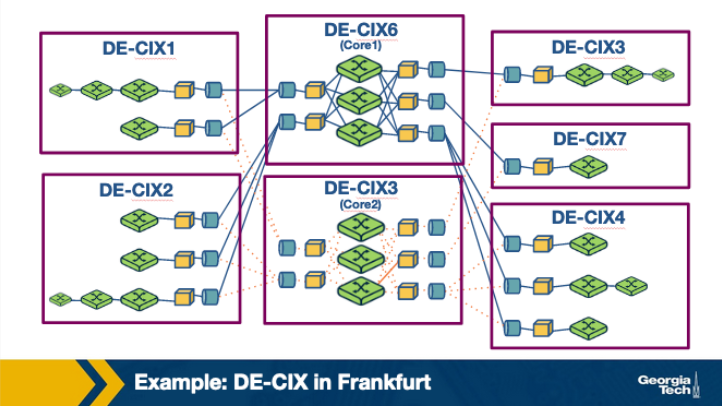 DE-CIX1
DE-CIX6
(Core1)
DE-CIX3
DE-CIX7
DE-CIX2
DE-CIX3
(Core2)
DE-CIX4
Example: DE-CIX in Frankfurt
Georgia
Tech